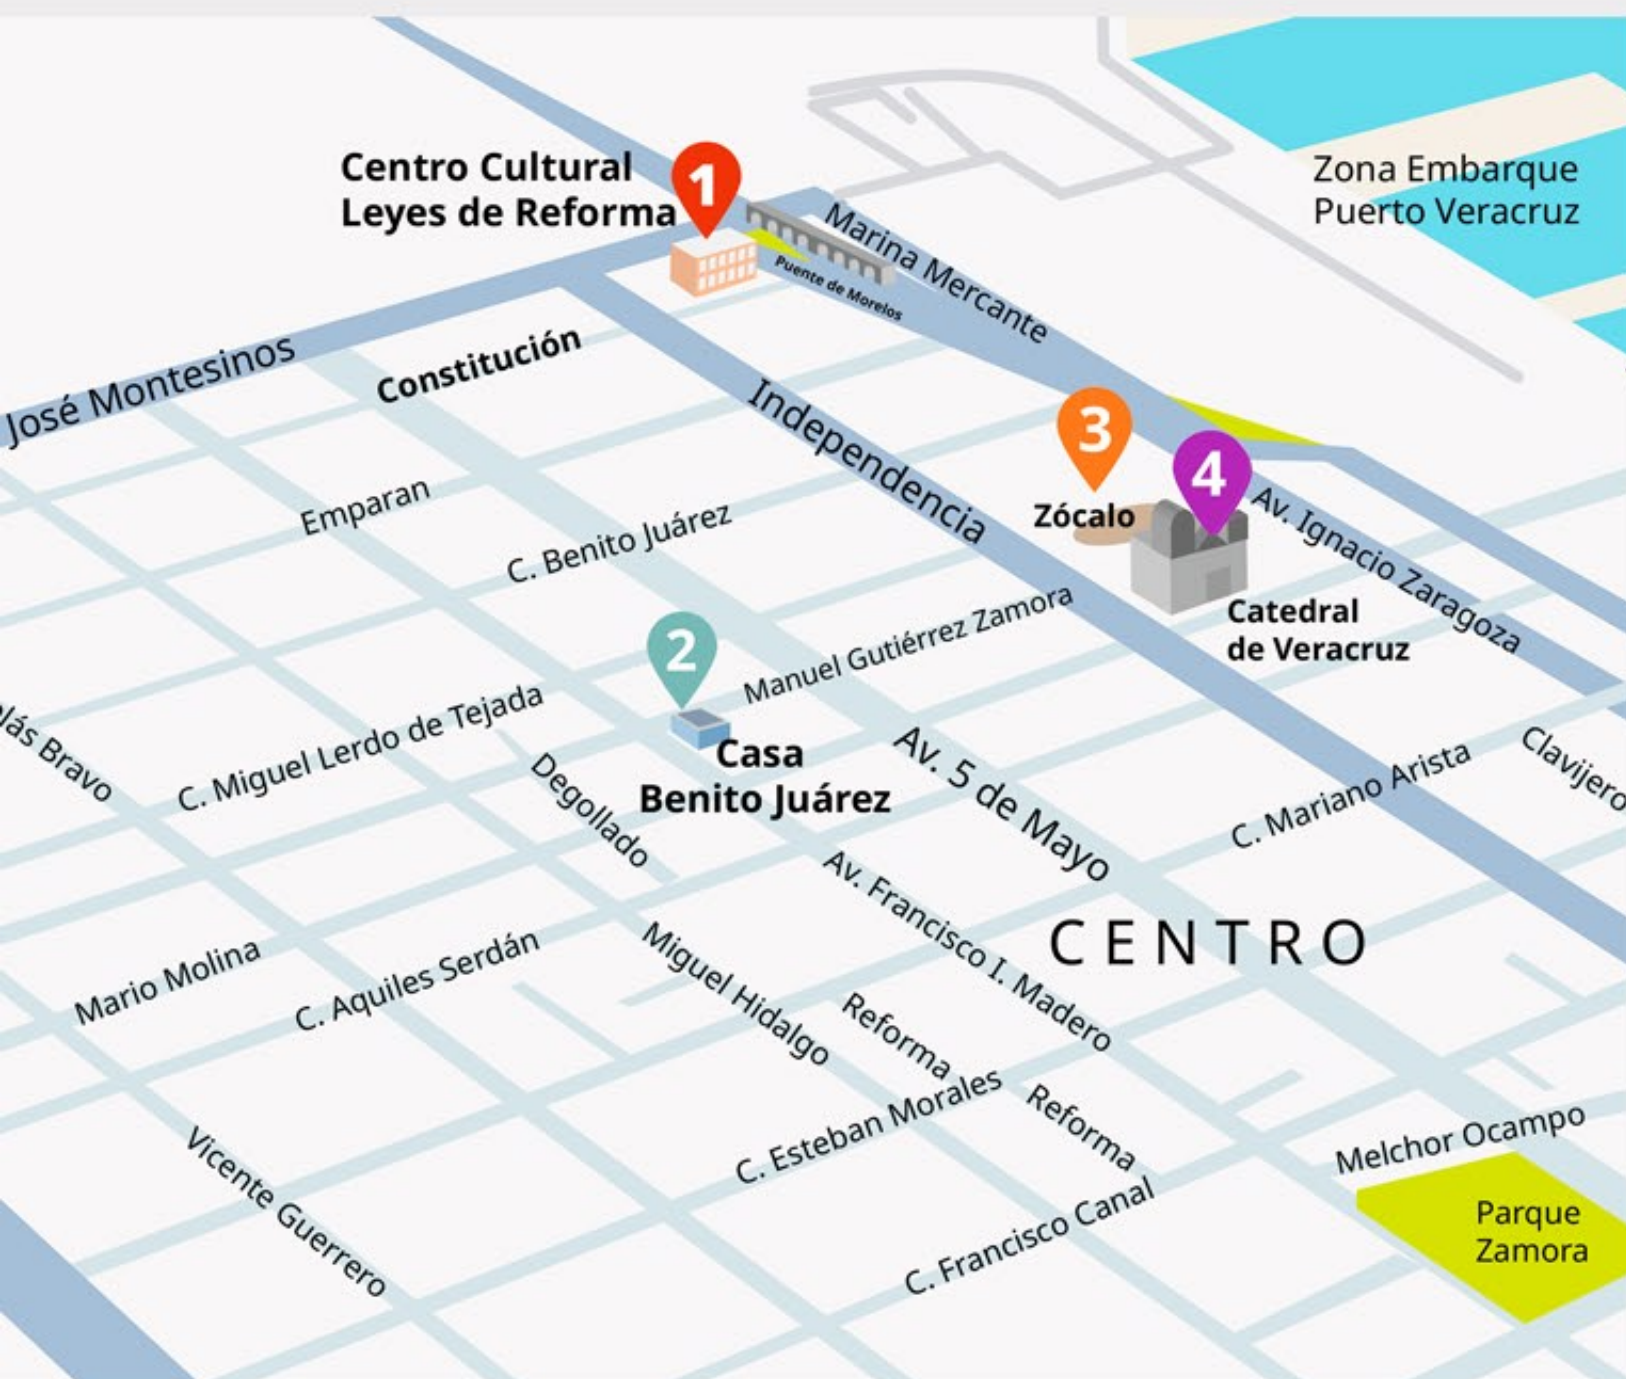 Centro Cultural
Leyes de Reforma
1
Zona Embarque
Puerto Veracruz
Marina Mercante
Puente de Morelos
José Montesinos
Constitución
Independencia
3
4
Emparan
Zócalo
Av. Ignacio Zaragoza
C. Benito Juárez
Catedral
de Veracruz
2
Manuel Gutiérrez Zamora
C. Miguel Lerdo de Tejada
lás Bravo
Casa
Benito Juárez
Degollado
Av. 5 de Mayo
C. Mariano Arista
Clavijero
Av. Francisco I. Madero
CENTRO
Mario Molina
C. Aquiles Serdán
Miguel Hidalgo
Reforma
C. Esteban Morales
Reforma
Melchor Ocampo
Vicente Guerrero
C. Francisco Canal
Parque
Zamora